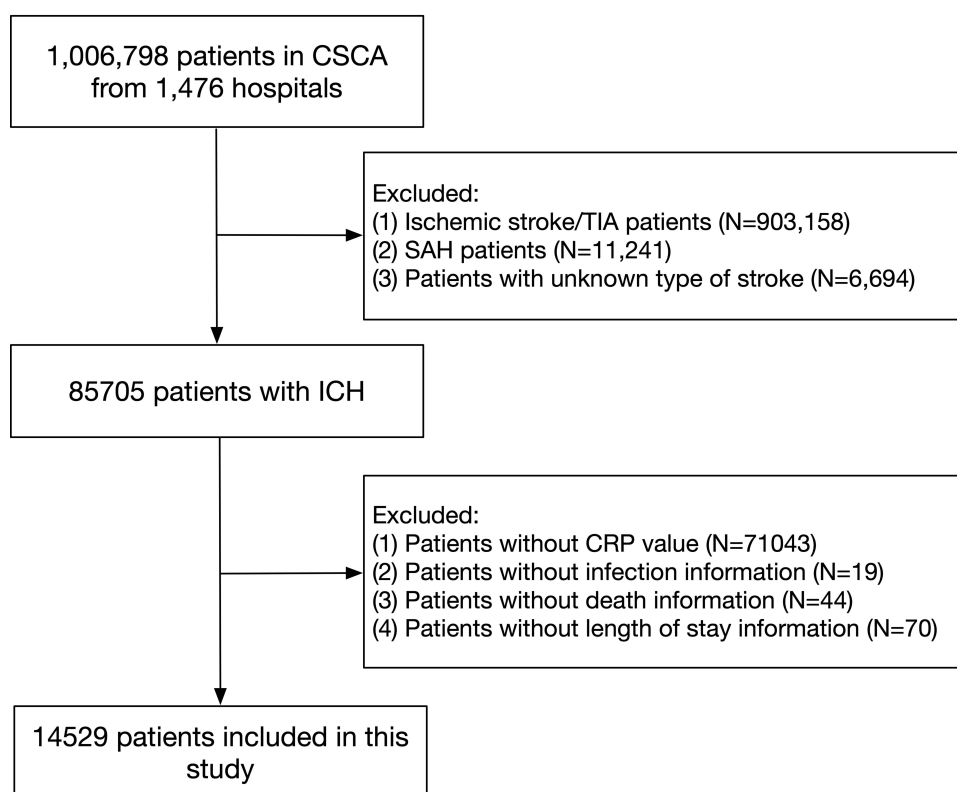 1,006,798 patients in CSCA
from 1,476 hospitals
Excluded:
(1) Ischemic stroke/TIA patients (N=903,158)
(2) SAH patients (N=11,241)
(3) Patients with unknown type of stroke (N=6,694)
85705 patients with ICH
Excluded:
(1) Patients without CRP value (N=71043)
(2) Patients without infection information (N=19)
(3) Patients without death information (N=44)
(4) Patients without length of stay information (N=70)
14529 patients included in this
study